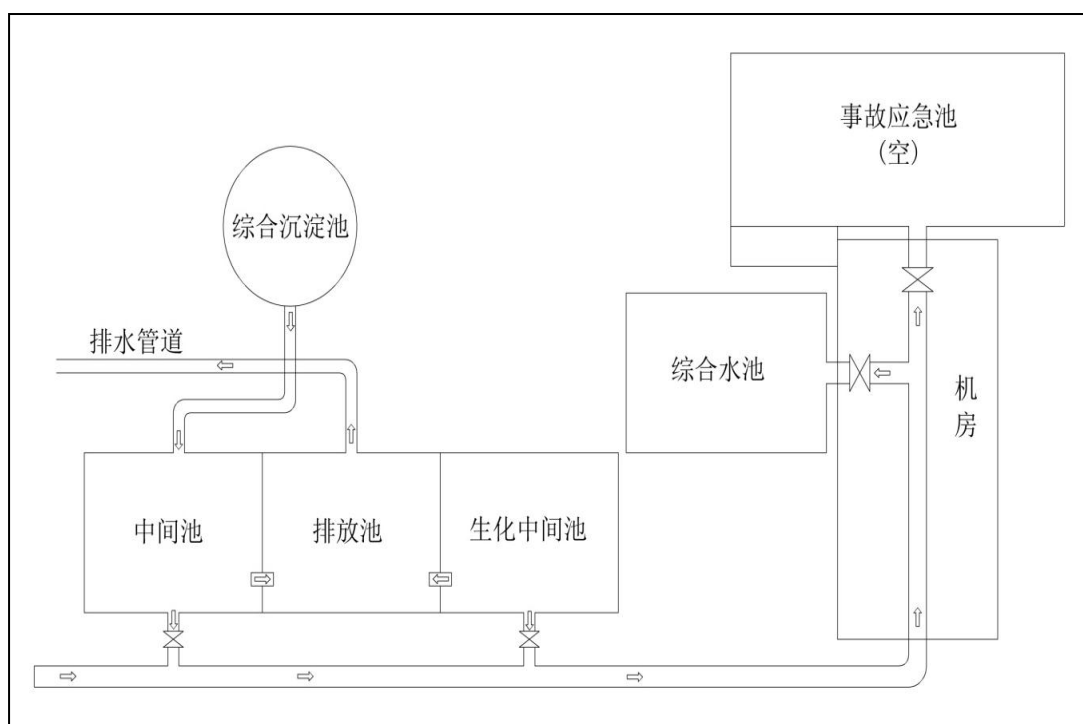 事故应急池
（空）
综合沉淀池
排水管道
综合水池
机
房
中间池
排放池
生化中间池